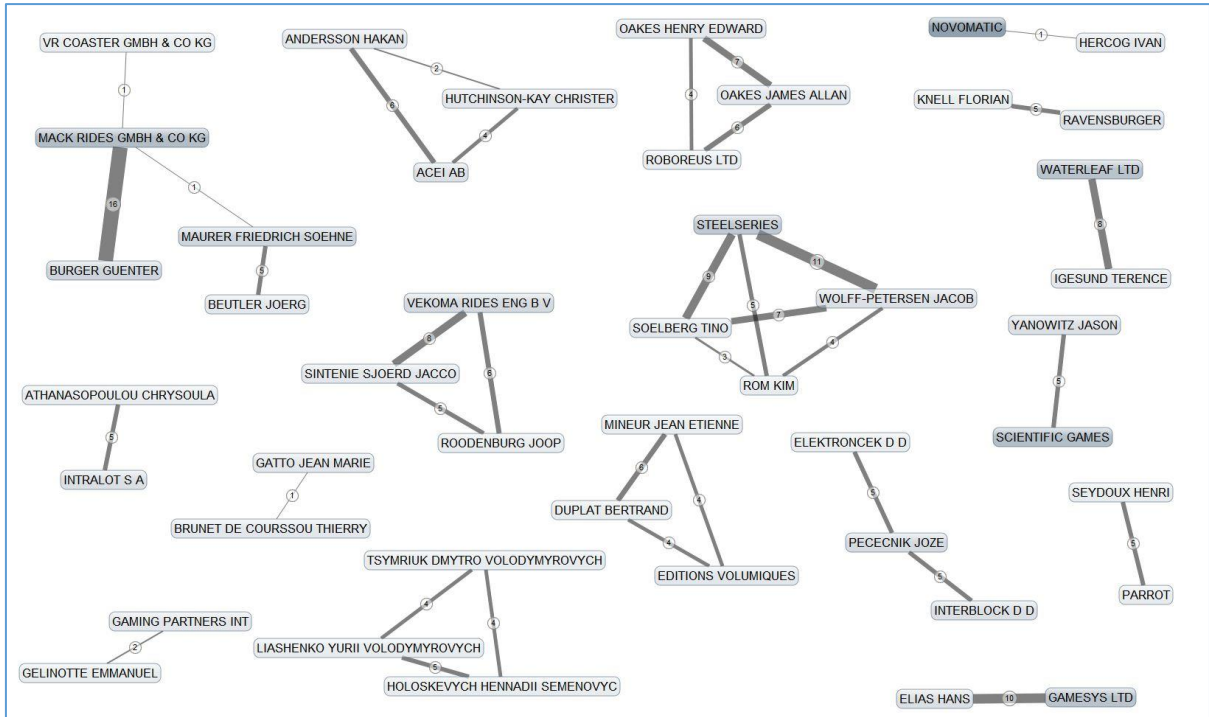 VR COASTER GMBH & CO KG
1
MACK RIDES GMBH & CO KG
16
1
MAURER FRIEDRICH SOEHNE
BURGER GUENTER
5
BEUTLER JOERG
ANDERSSON HAKAN
2
HUTCHINSON-KAY CHRISTER
6
4
ACEI AB
OAKES HENRY EDWARD
7
4
OAKES JAMES ALLAN
6
ROBOREUS LTD
NOVOMATIC
1
HERCOG IVAN
KNELL FLORIAN
5
RAVENSBURGER
WATERLEAF LTD
8
IGESUND TERENCE
STEELSERIES
9
11
5
WOLFF-PETERSEN JACOB
7
SOELBERG TINO
3
4
ROM KIM
VEKOMA RIDES ENG B V
8
6
SINTENIE SJOERD JACCO
5
ROODENBURG JOOP
YANOWITZ JASON
5
SCIENTIFIC GAMES
ATHANASOPOULOU CHRYSOULA
5
INTRALOT S A
GATTO JEAN MARIE
1
BRUNET DE COURSSOU THIERRY
MINEUR JEAN ETIENNE
6
4
DUPLAT BERTRAND
4
EDITIONS VOLUMIQUES
ELEKTRONCEK D D
5
PECECNIK JOZE
5
INTERBLOCK D D
SEYDOUX HENRI
5
PARROT
TSYMRIUK DMYTRO VOLODYMYROVYCH
4
4
LIASHENKO YURII VOLODYMYROVYCH
5
HOLOSKEVYCH HENNADII SEMENOVYC
GAMING PARTNERS INT
2
GELINOTTE EMMANUEL
ELIAS HANS
10
GAMESYS LTD